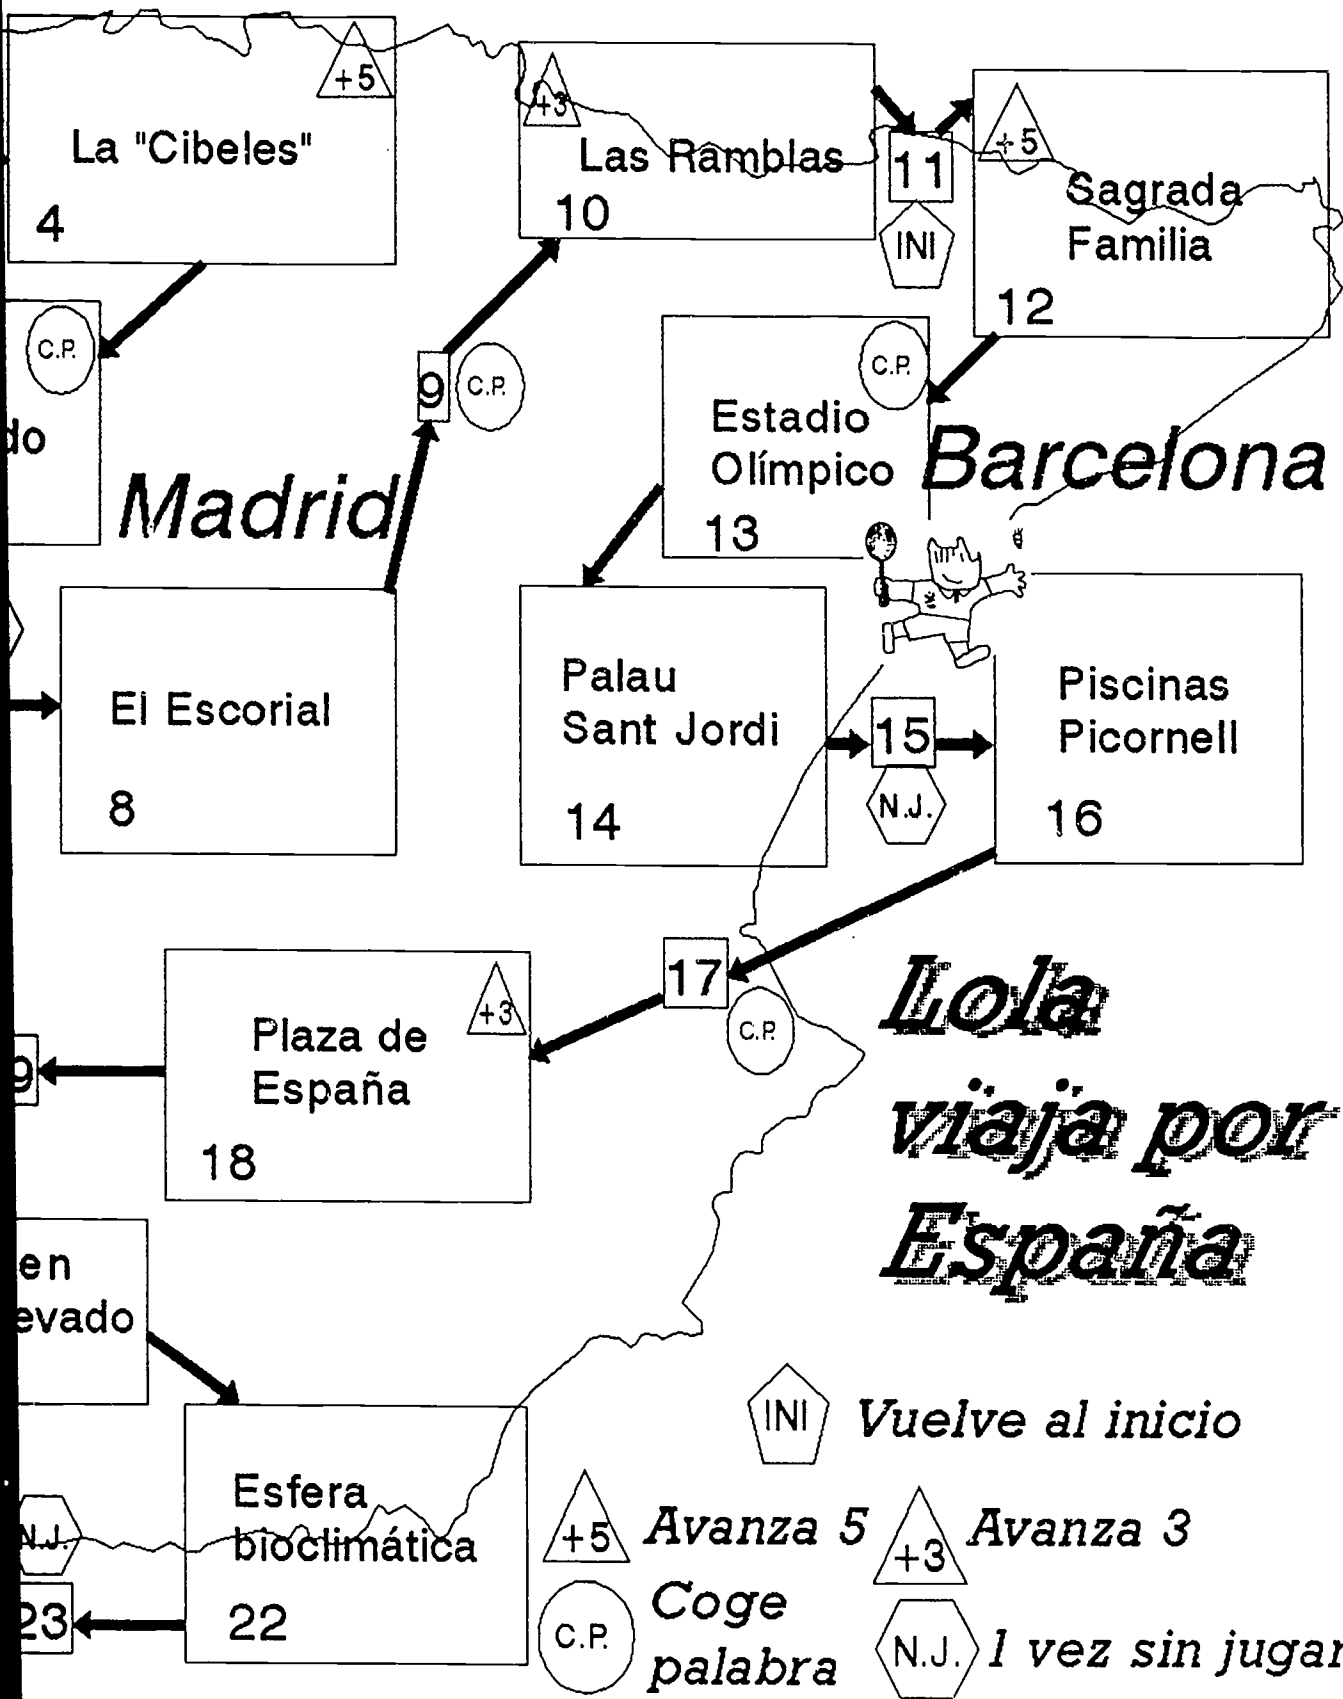 +5
La "Cibeles"
4
+3
Las Ramblas
10
11
INI
+5
Sagrada
Familia
12
C.P.
do
Madrid
9
C.P.
C.P.
Estadio
Olímpico
13
Barcelona
El Escorial
8
Palau
Sant Jordi
14
15
N.J.
Piscinas
Picornell
16
17
C.P.
+3
Plaza de
España
18
9
Lola
viaja por
España
en
evado
Esfera
bioclimática
22
N.J.
23
INI Vuelve al inicio
+5 Avanza 5
+3 Avanza 3
C.P. Coge
palabra
N.J. 1 vez sin jugar